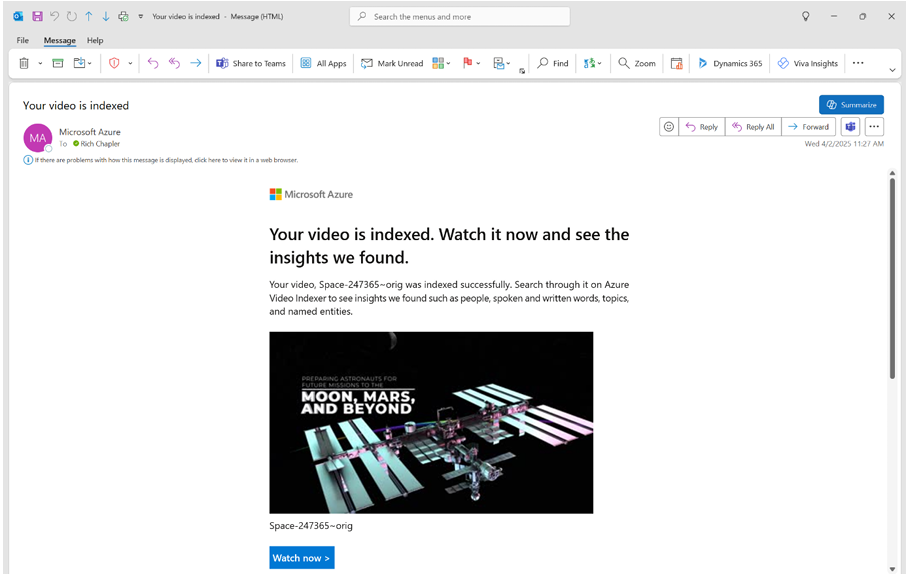 Your video is indexed - Message (HTML)
Search the menus and more
File Message Help
Share to Teams All Apps Mark Unread Find Zoom Dynamics 365 Viva Insights
Your video is indexed
Summarize
MA
Microsoft Azure
To Rich Chapler
Reply Reply All Forward
Wed 4/2/2025 11:27 AM
If there are problems with how this message is displayed, click here to view it in a web browser.
Microsoft Azure
Your video is indexed. Watch it now and see the
insights we found.
Your video, Space-247365~orig was indexed successfully. Search through it on Azure
Video Indexer to see insights we found such as people, spoken and written words, topics,
and named entities.
PREPARING ASTRONAUTS FOR
FUTURE MISSIONS TO THE
MOON, MARS,
AND BEYOND
Space-247365~orig
Watch now >